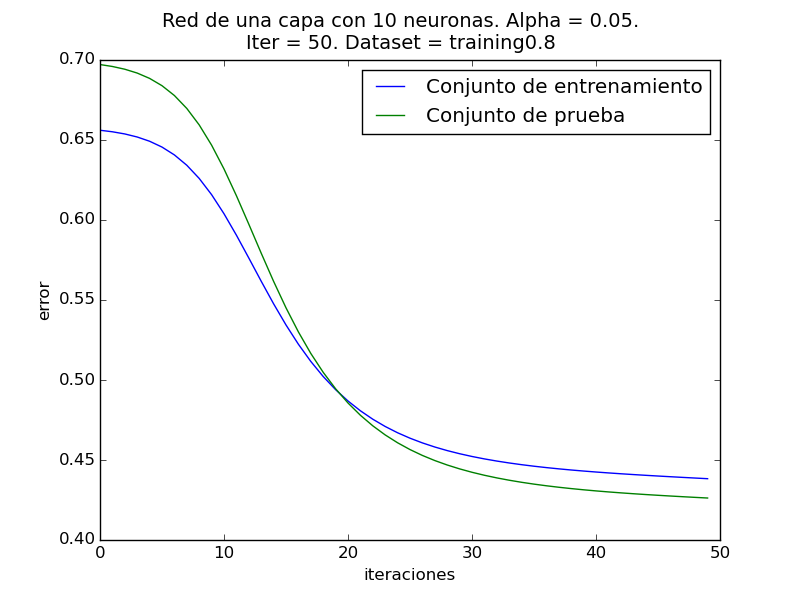 Red de una capa con 10 neuronas. Alpha = 0.05.
Iter = 50. Dataset = training0.8
0.70
Conjunto de entrenamiento
Conjunto de prueba
0.65
0.60
0.55
error
0.50
0.45
0.40
0 10 20 30 40 50
iteraciones